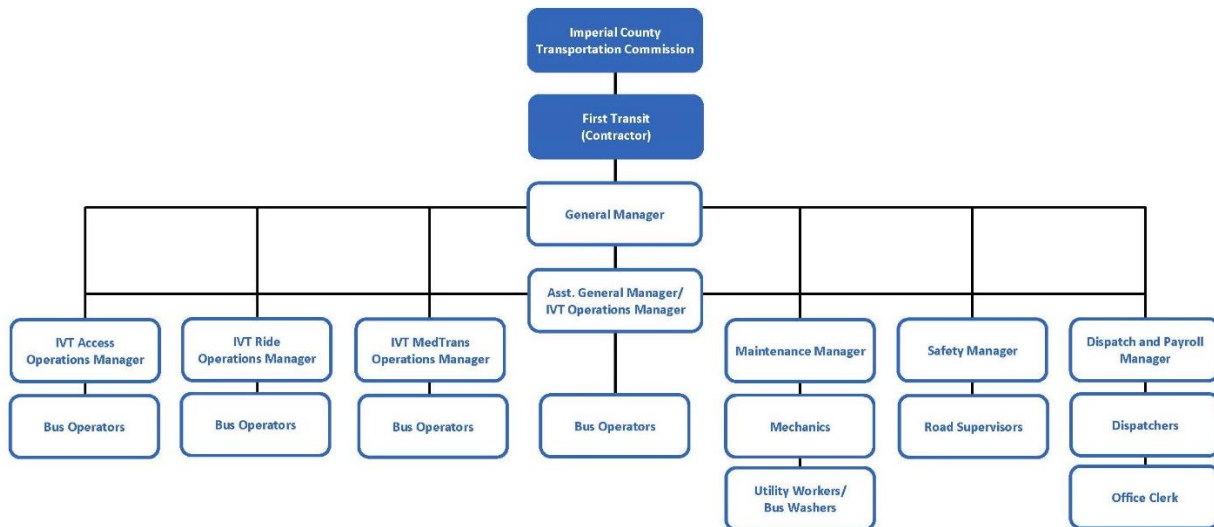 Imperial County
Transportation Commission
First Transit
(Contractor)
General Manager
Asst. General Manager/
IVT Operations Manager
IVT Access
Operations Manager
IVT Ride
Operations Manager
IVT MedTrans
Operations Manager
Maintenance Manager
Safety Manager
Dispatch and Payroll
Manager
Bus Operators
Bus Operators
Bus Operators
Bus Operators
Mechanics
Road Supervisors
Dispatchers
Utility Workers/
Bus Washers
Office Clerk